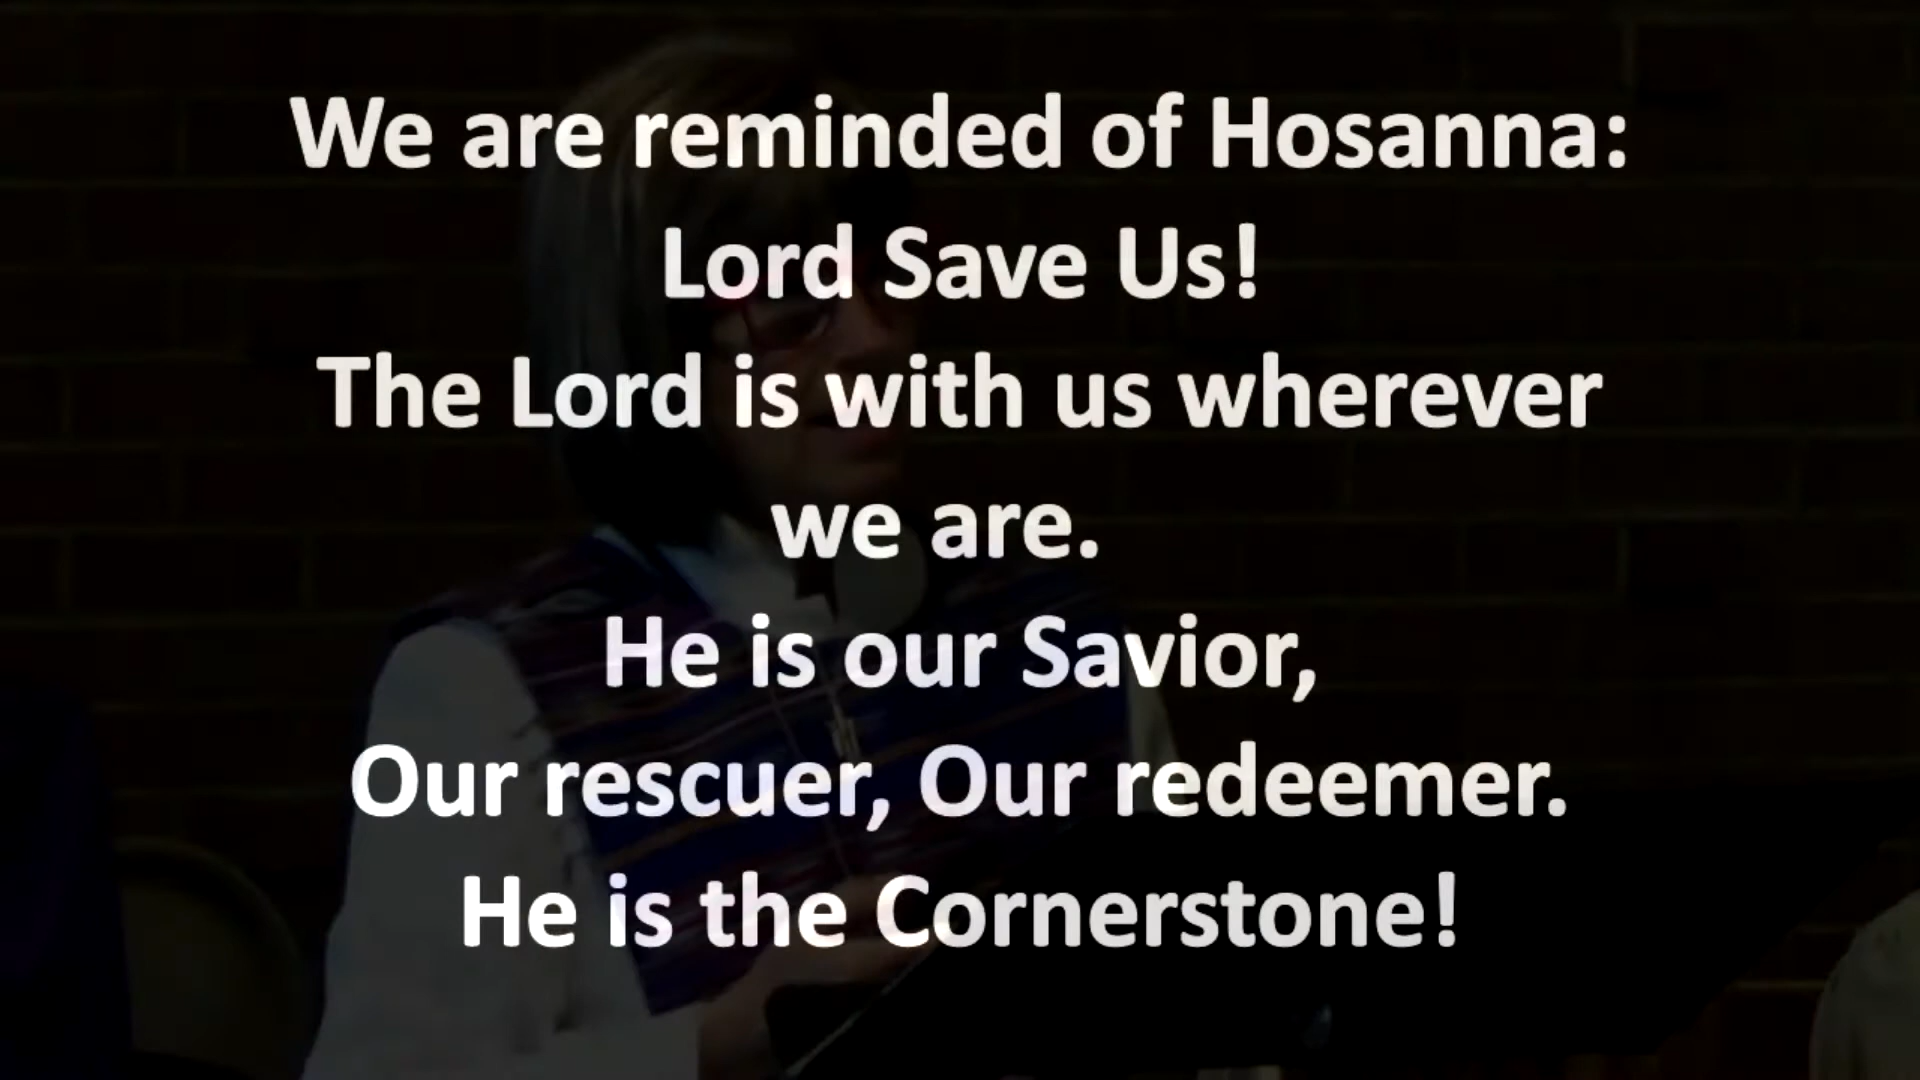 We are reminded of Hosanna:
Lord Save Us!
The Lord is with us wherever
we are.
He is our Savior,
Our rescuer, Our redeemer.
He is the Cornerstone!